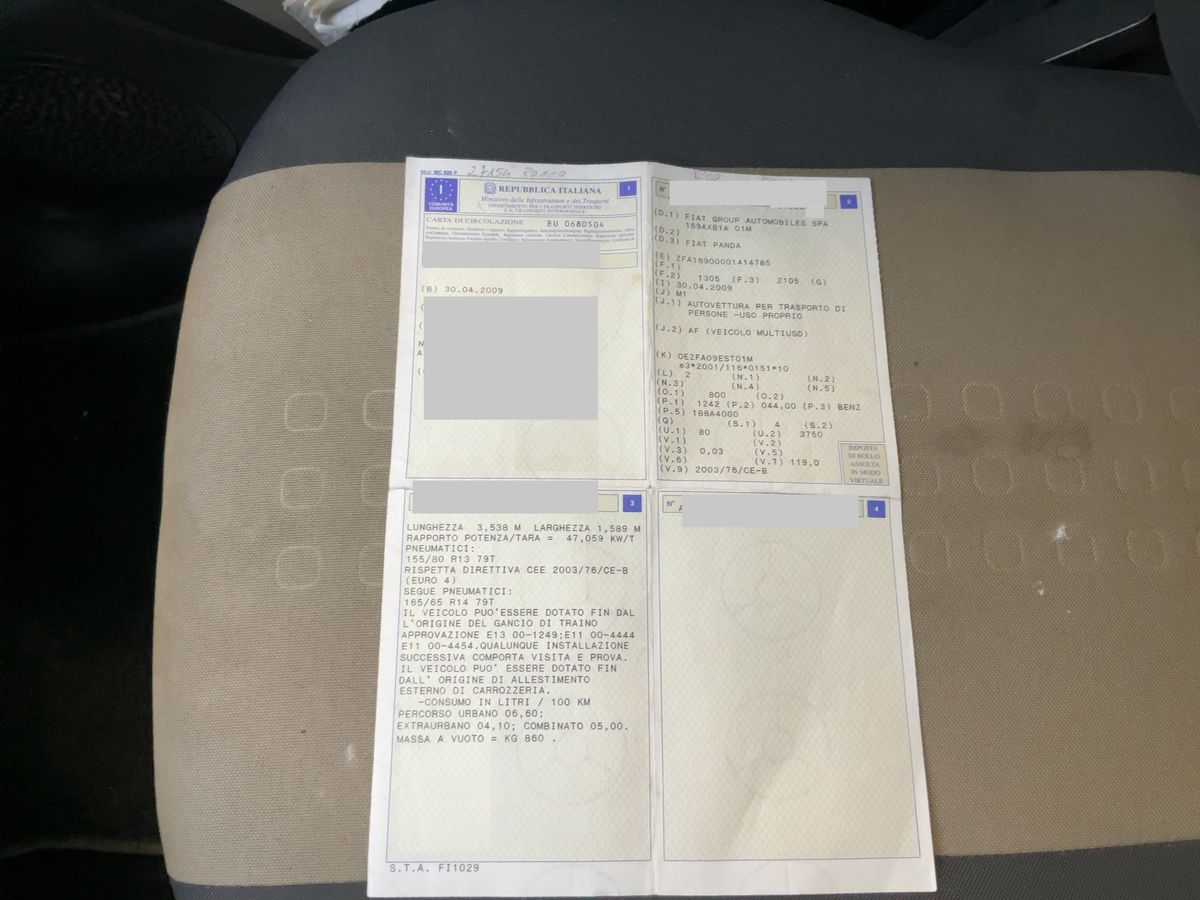 Mod. MC 820 F
I
COMUNITÀ
EUROPEA
REPUBBLICA ITALIANA
Ministero delle Infrastrutture e dei Trasporti
DIPARTIMENTO PER I TRASPORTI TERRESTRI
E IL TRASPORTO INTERMODALE
1
CARTA DI CIRCOLAZIONE BU 0680504
(B) 30.04.2009
N° 2
(D.1) FIAT GROUP AUTOMOBILES SPA
(D.2) 169AXB1A 01M
(D.3) FIAT PANDA
(E) ZFA16900001414765
(F.1)
(F.2) 1305 (F.3) 2105 (G)
(I) 30.04.2009
(J) M1
(J.1) AUTOVETTURA PER TRASPORTO DI
PERSONE -USO PROPRIO
(J.2) AF (VEICOLO MULTIUSO)
(K) OEZFA09EST01M
e3*2001/116*0151*10
(L) 2 (N.1) (N.2)
(N.3) (N.4) (N.5)
(O.1) 800 (O.2)
(P.1) 1242 (P.2) 044,00 (P.3) BENZ
(P.5) 188A4000
(Q) (S.1) 4 (S.2)
(U.1) 80 (U.2) 3750
(V.1) (V.2)
(V.3) 0,03 (V.5)
(V.6) (V.7) 119,0
(V.9) 2003/76/CE-B
IMPOSTA
DI BOLLO
ASSOLTA
IN MODO
VIRTUALE
3
LUNGHEZZA 3,538 M LARGHEZZA 1,589 M
RAPPORTO POTENZA/TARA = 47,059 KW/T
PNEUMATICI:
155/80 R13 79T
RISPETTA DIRETTIVA CEE 2003/76/CE-B
(EURO 4)
SEGUE PNEUMATICI:
165/65 R14 79T
IL VEICOLO PUO'ESSERE DOTATO FIN DAL
L'ORIGINE DEL GANCIO DI TRAINO
APPROVAZIONE E13 00-1249;E11 00-4444
E11 00-4454.QUALUNQUE INSTALLAZIONE
SUCCESSIVA COMPORTA VISITA E PROVA.
IL VEICOLO PUO' ESSERE DOTATO FIN
DALL' ORIGINE DI ALLESTIMENTO
ESTERNO DI CARROZZERIA.
-CONSUMO IN LITRI / 100 KM
PERCORSO URBANO 06,60;
EXTRAURBANO 04,10; COMBINATO 05,00.
MASSA A VUOTO = KG 860 .
N° 4
S.T.A. FI1029